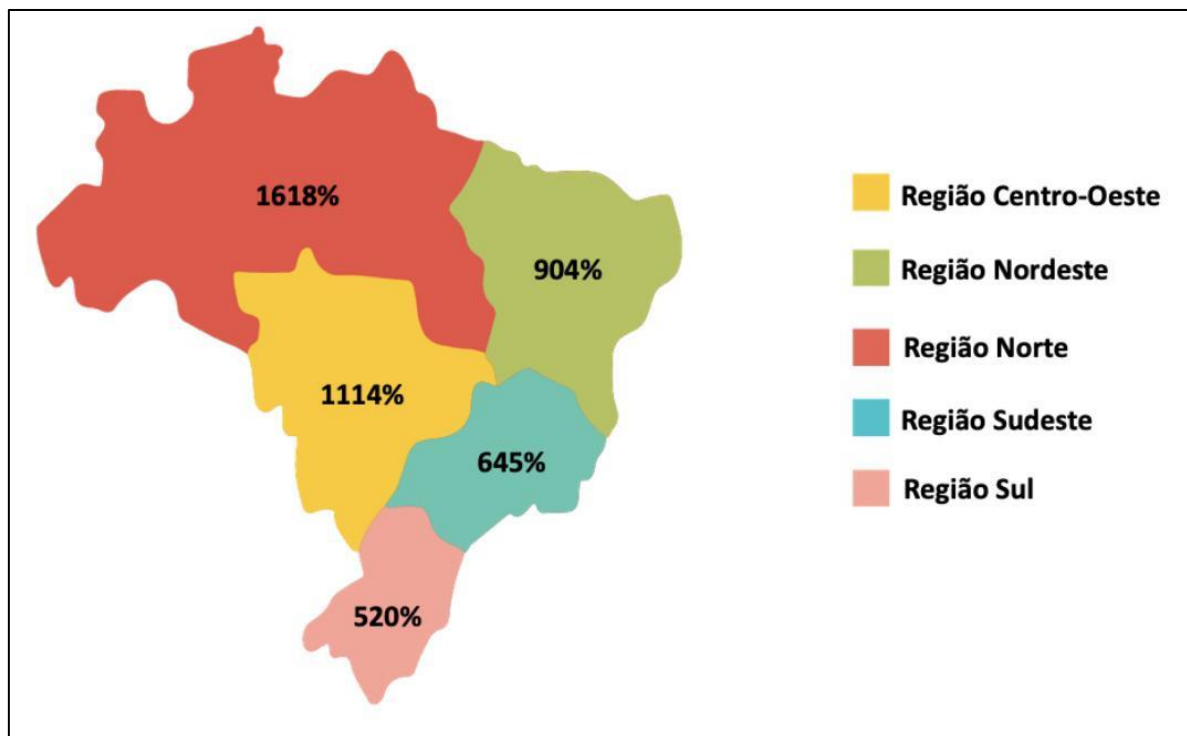 1618%
904%
1114%
645%
520%
Região Centro-Oeste
Região Nordeste
Região Norte
Região Sudeste
Região Sul